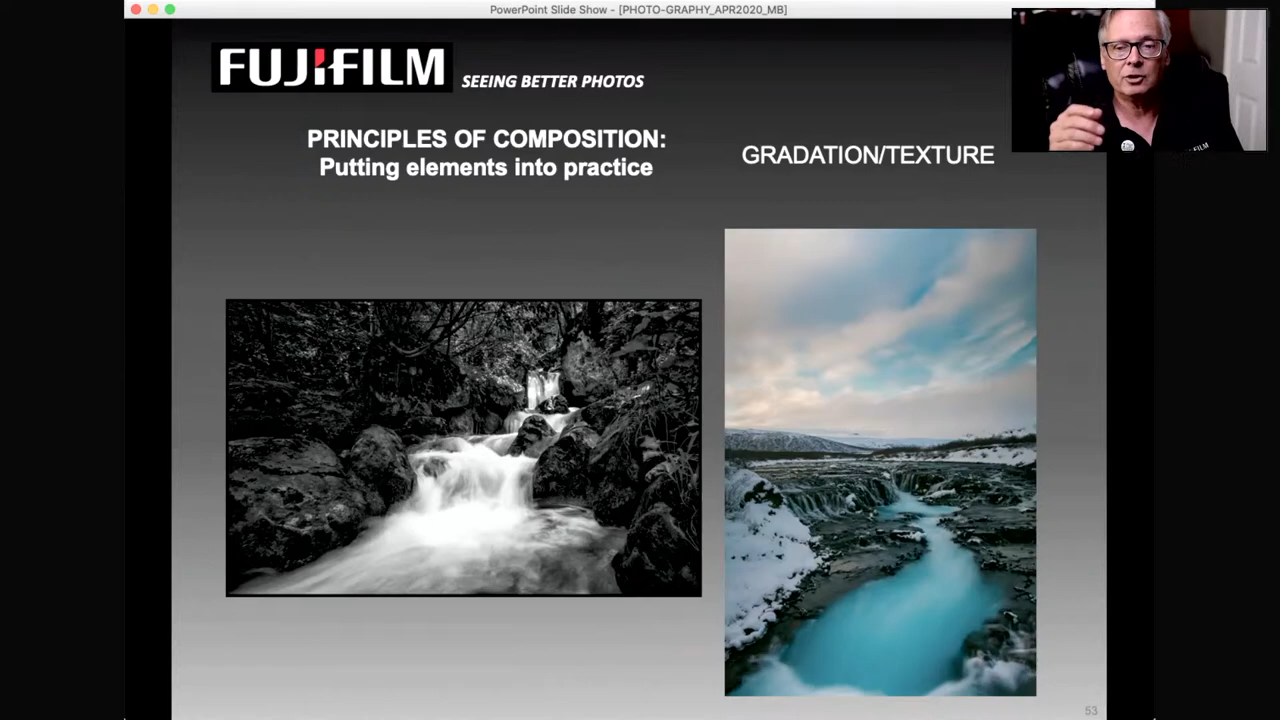 PowerPoint Slide Show - [PHOTO-GRAPHY_APR2020_MB]
FUJIFILM SEEING BETTER PHOTOS
PRINCIPLES OF COMPOSITION:
Putting elements into practice
GRADATION/TEXTURE
53